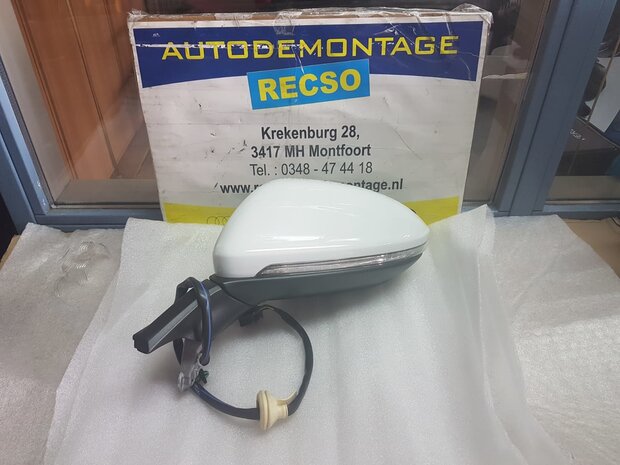 AUTODEMONTAGE
RECSO
Krekenburg 28,
3417 MH Montfoort
Tel. : 0348 - 47 44 18